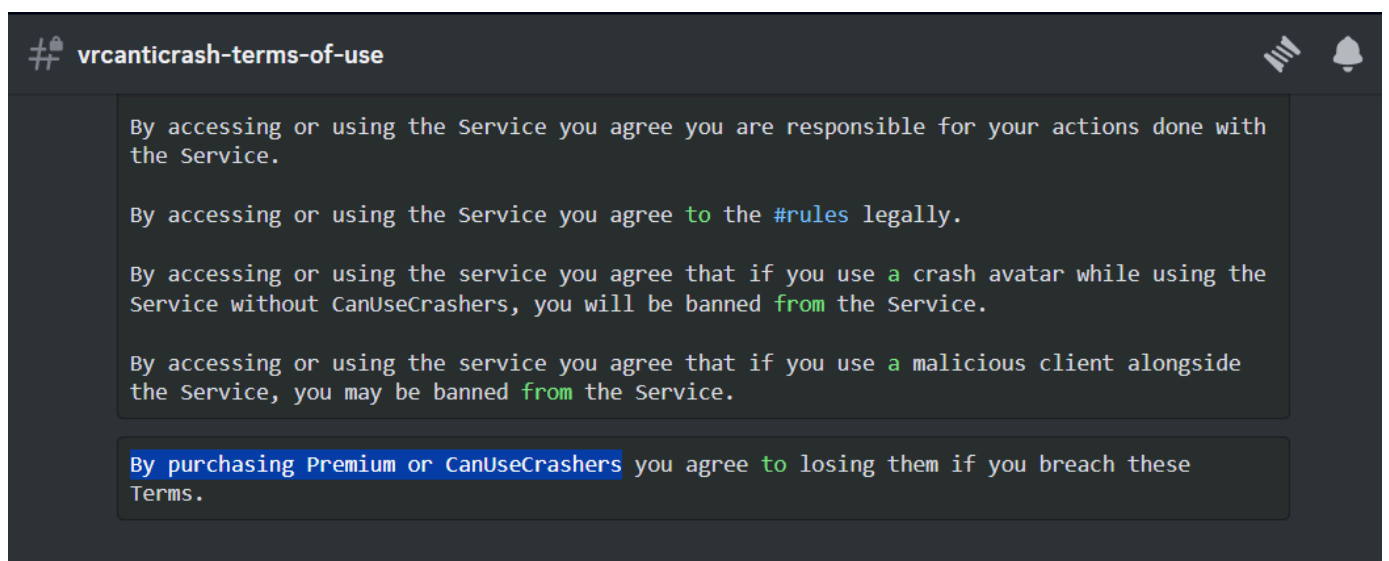 vrcanticrash-terms-of-use
By accessing or using the Service you agree you are responsible for your actions done with
the Service.
By accessing or using the Service you agree to the #rules legally.
By accessing or using the service you agree that if you use a crash avatar while using the
Service without CanUseCrashers, you will be banned from the Service.
By accessing or using the service you agree that if you use a malicious client alongside
the Service, you may be banned from the Service.
By purchasing Premium or CanUseCrashers you agree to losing them if you breach these
Terms.